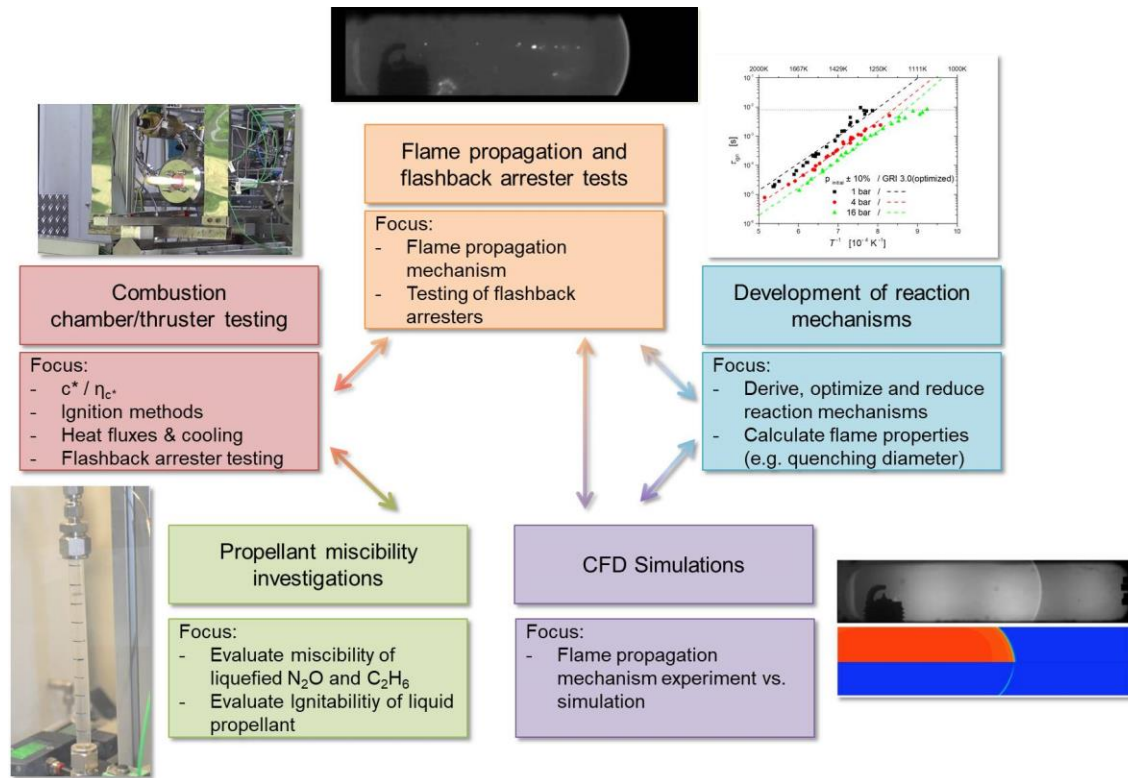 Flame propagation and
flashback arrester tests
Focus:
- Flame propagation
mechanism
- Testing of flashback
arresters
2000K 1667K 1429K 1250K 1111K 1000K
[s]
p initial ± 10% / GRI 3.0(optimized)
1 bar /
4 bar /
16 bar /
5 6 7 8 9 10
Combustion
chamber/thruster testing
Focus:
- c* / ηc*
- Ignition methods
- Heat fluxes & cooling
- Flashback arrester testing
Development of reaction
mechanisms
Focus:
- Derive, optimize and reduce
reaction mechanisms
- Calculate flame properties
(e.g. quenching diameter)
Propellant miscibility
investigations
Focus:
- Evaluate miscibility of
liquefied N₂O and C₂H₆
- Evaluate Ignitabilitiy of liquid
propellant
CFD Simulations
Focus:
- Flame propagation
mechanism experiment vs.
simulation